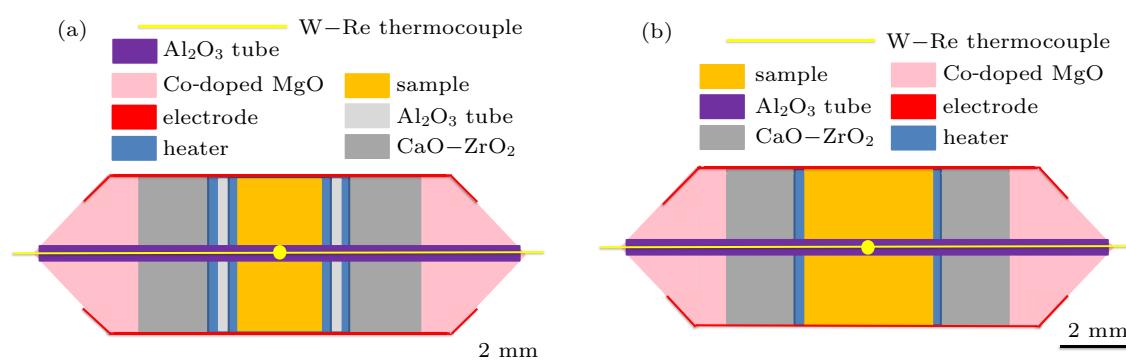 (a)
W−Re thermocouple
Al₂O₃ tube
Co-doped MgO
sample
electrode
Al₂O₃ tube
heater
CaO−ZrO₂
2 mm
(b)
W−Re thermocouple
sample
Co-doped MgO
Al₂O₃ tube
electrode
CaO−ZrO₂
heater
2 mm